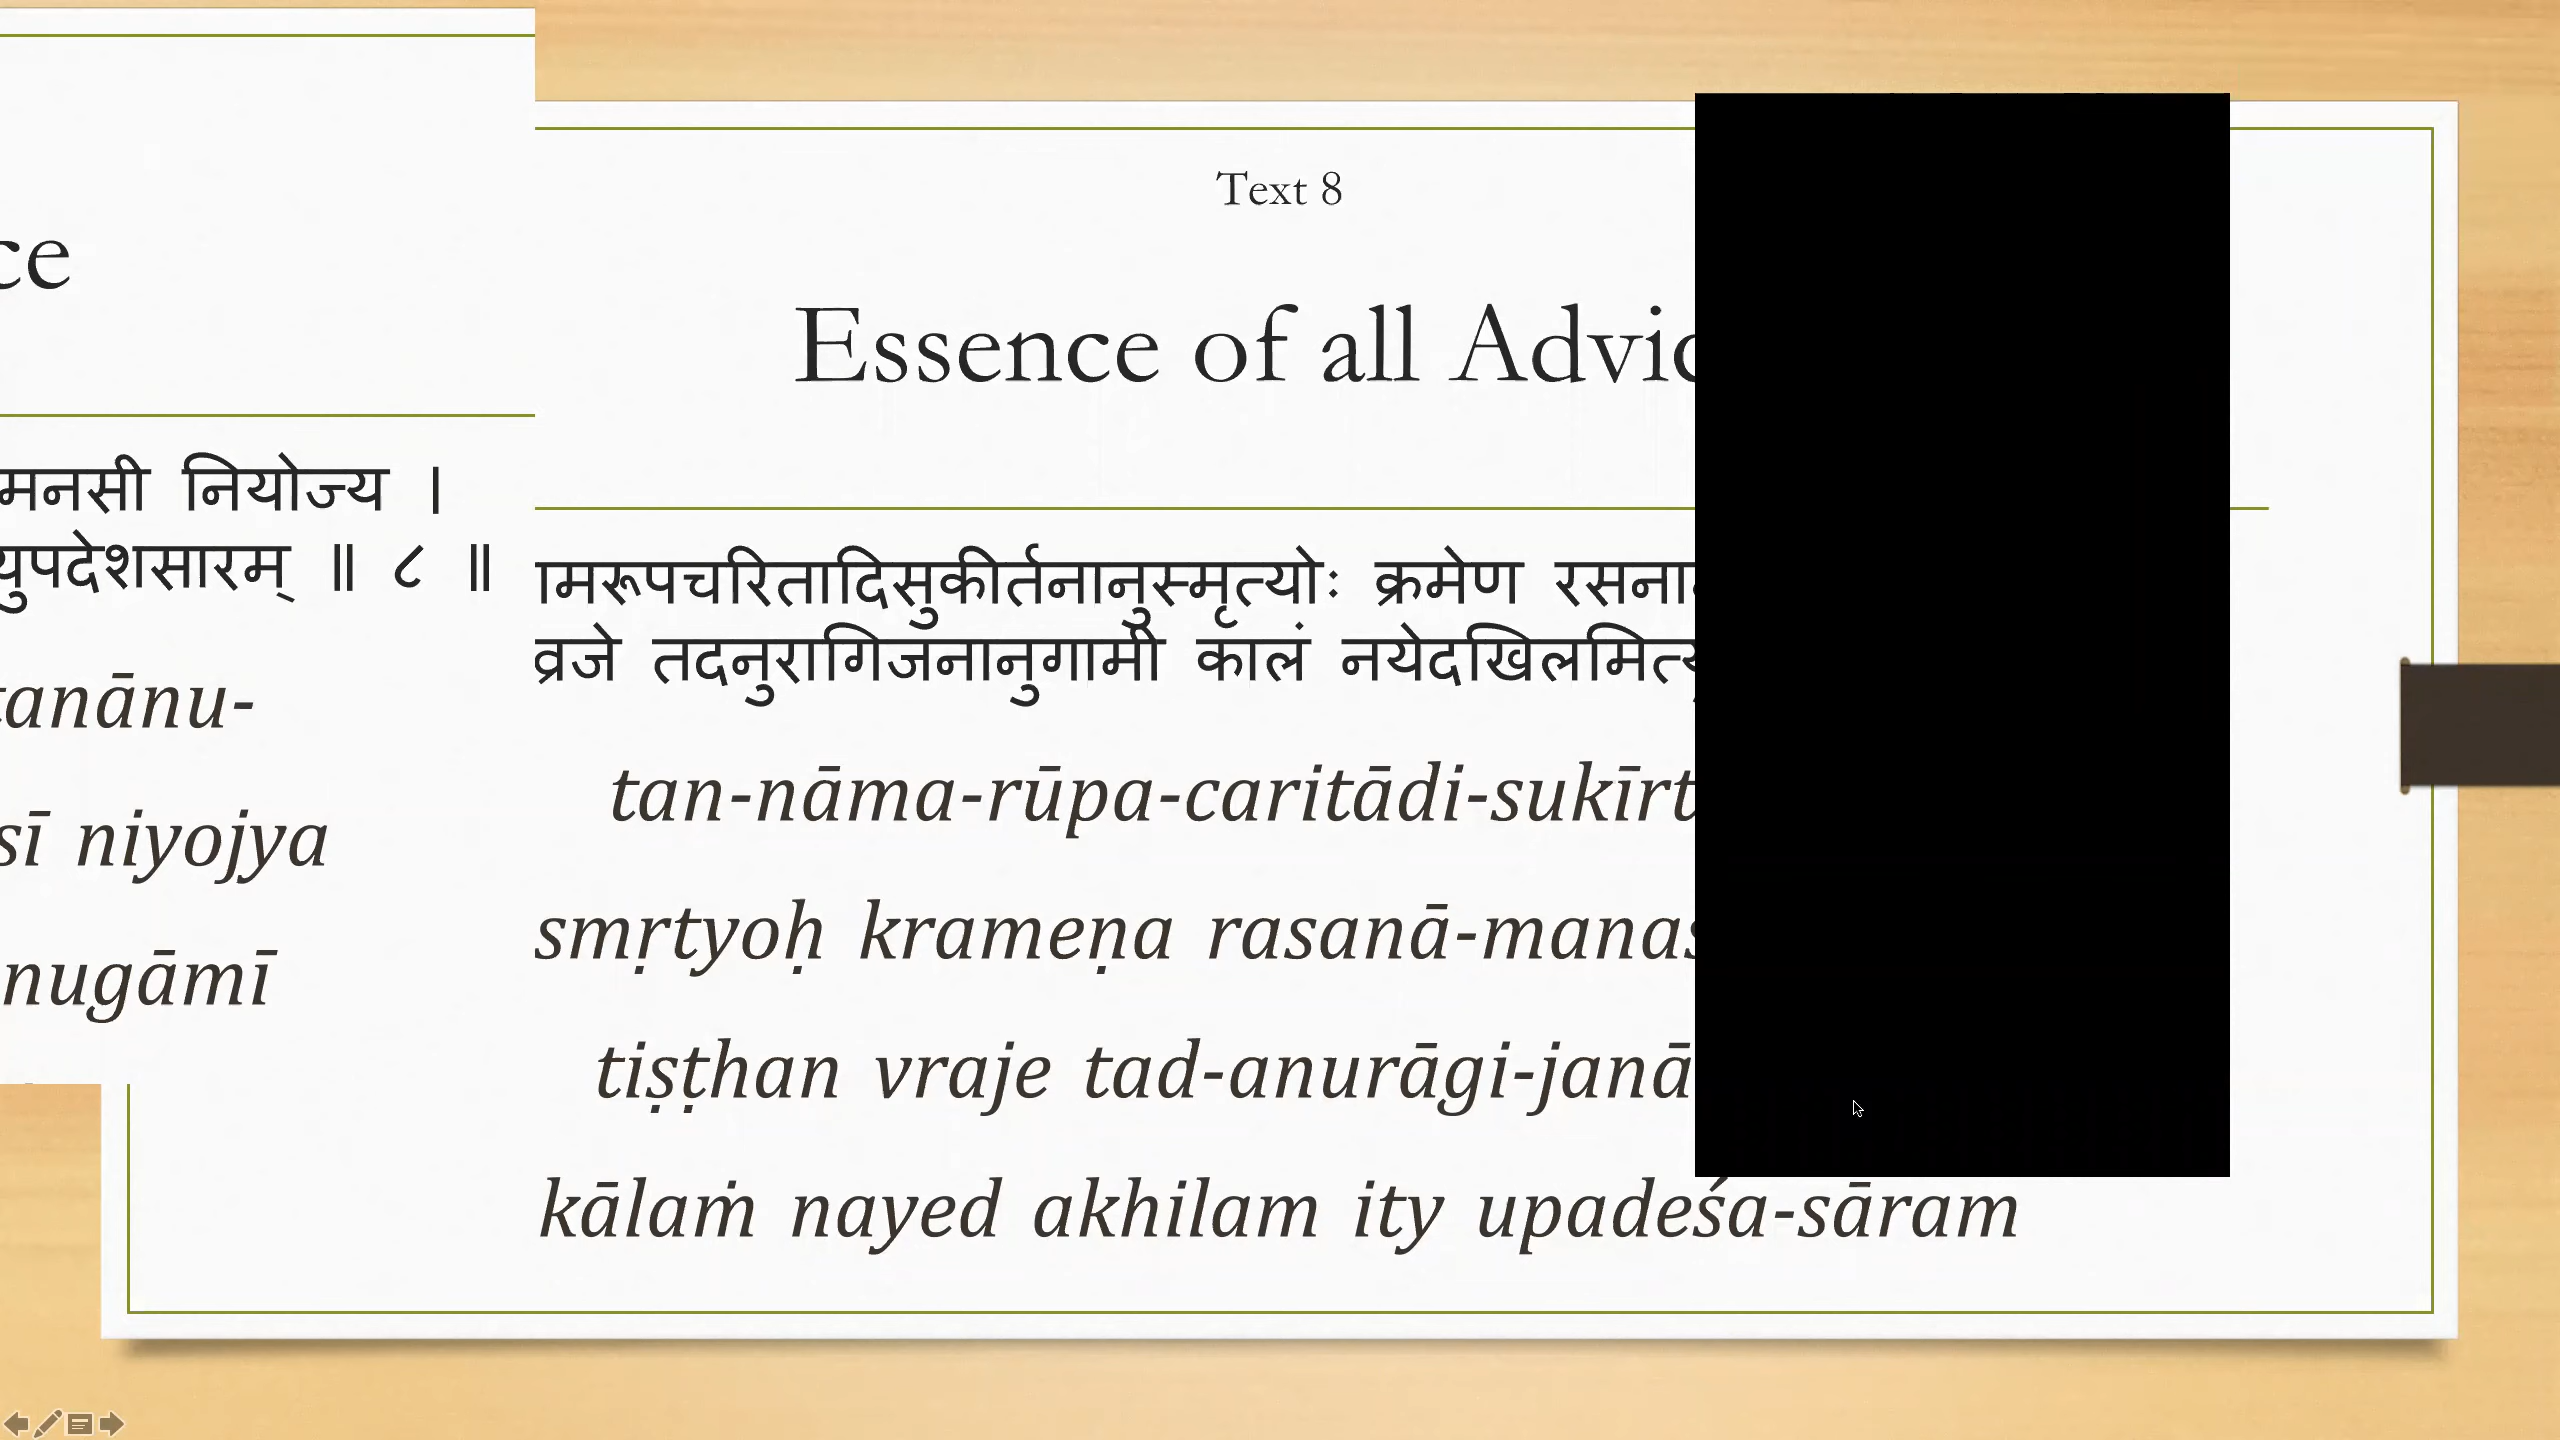 Text 8
ce
Essence of all Advic
मनसी नियोज्य ।
युपदेशसारम् ॥ ८ ॥
ामरूपचरितादिसुकीर्तनानुस्मृत्योः क्रमेण रसना
व्रजे तदनुरागिजनानुगामी कालं नयेदखिलमित्य
tanānu-
tan-nāma-rūpa-caritādi-sukīrt
sī niyojya
smṛtyoḥ krameṇa rasanā-manas
nugāmī
tiṣṭhan vraje tad-anurāgi-janā
kālaṁ nayed akhilam ity upadeśa-sāram